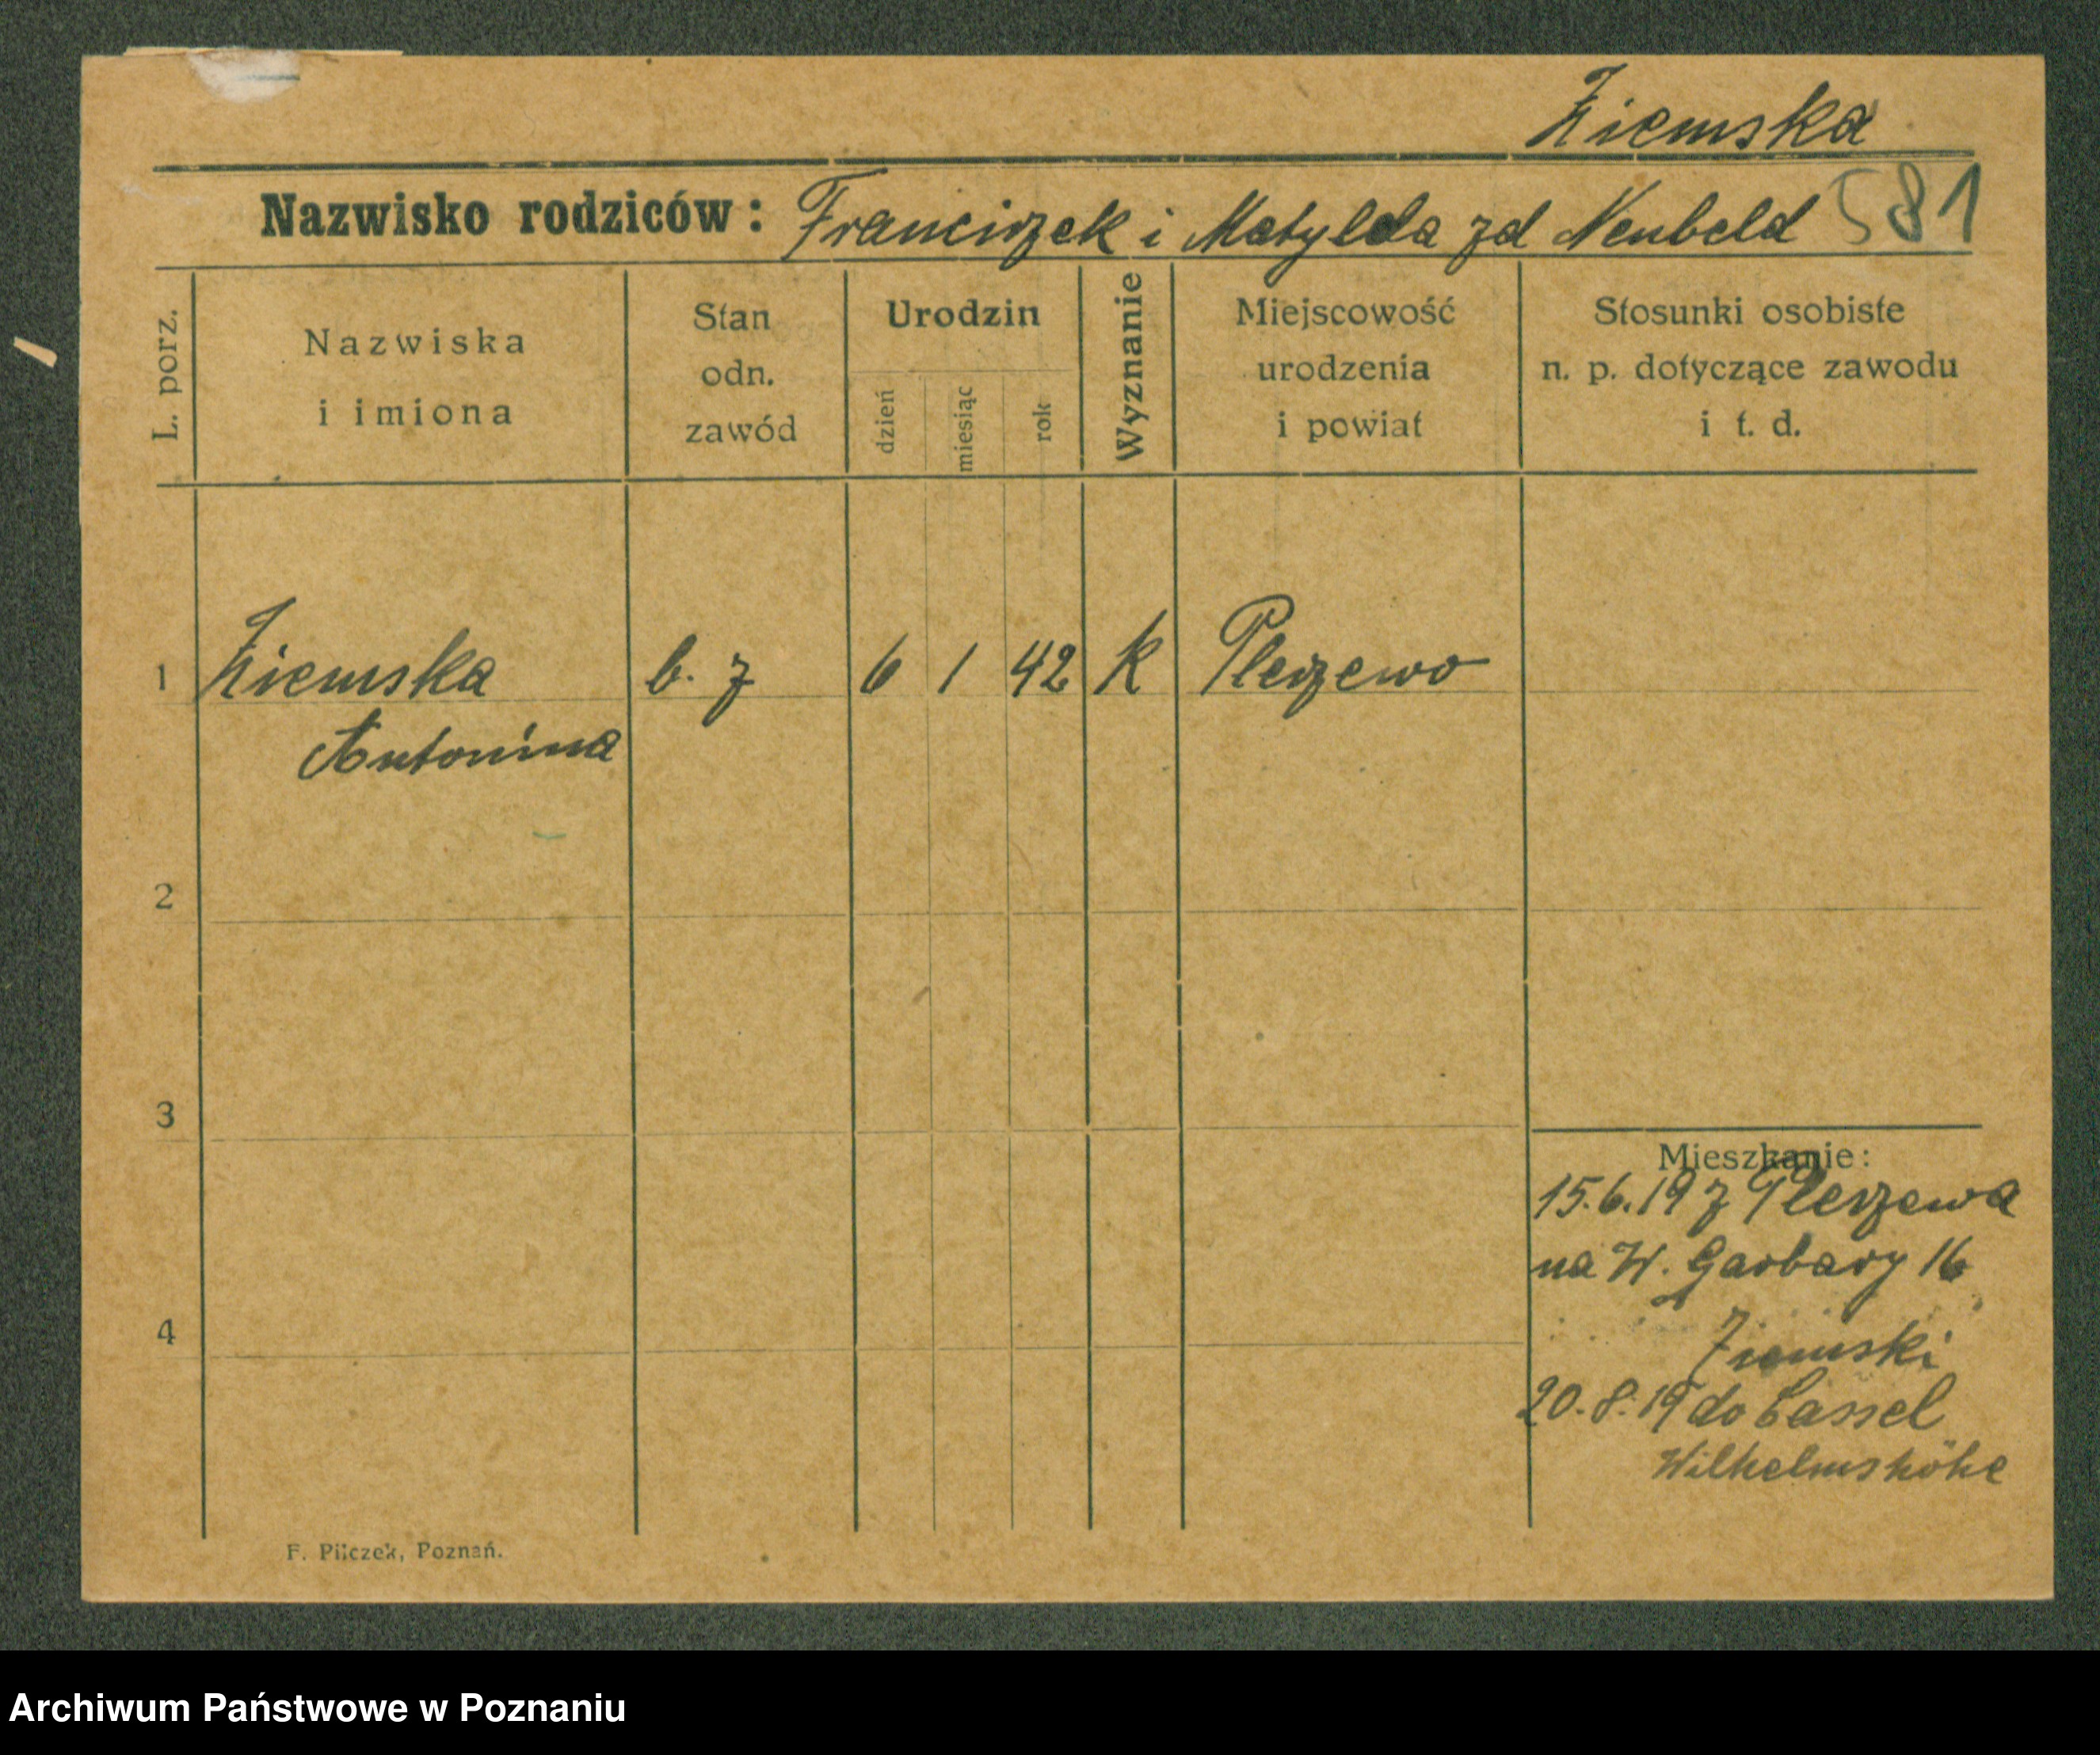 Ziemska
Nazwisko rodziców: Franciszek i Matylda zd Neubeld 581
L. porz.
Nazwiska
i imiona
Stan
odn.
zawód
Urodzin
dzień
miesiąc
rok
Wyznanie
Miejscowość
urodzenia
i powiat
Stosunki osobiste
n. p. dotyczące zawodu
i t. d.
1 Ziemska b. z 6 1 42 K Pleszewo
Antonina
2
3
4
Mieszkanie:
15.6.19 z Pleszewa
na W. Garbary 16
Ziemski
20.8.19 do Cassel
Wilhelmshöhe
F. Pilczek, Poznań.
Archiwum Państwowe w Poznaniu